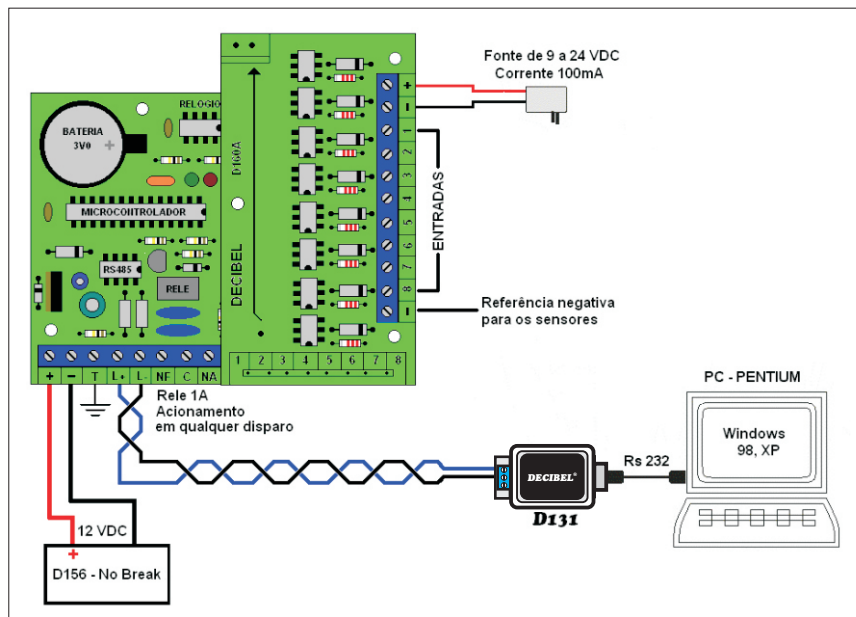 Fonte de 9 a 24 VDC
Corrente 100mA
RELOGIO
BATERIA
3V0
+
D160A
+
-
1
2
3
4
5
6
7
8
-
ENTRADAS
MICROCONTROLADOR
RS485
RELE
DECIBEL
Referência negativa
para os sensores
1 2 3 4 5 6 7 8
+ - T L+ L- NF C NA
Rele 1A
Acionamento
em qualquer disparo
PC - PENTIUM
Windows
98, XP
Rs 232
DECIBEL®
D131
12 VDC
+
D156 - No Break